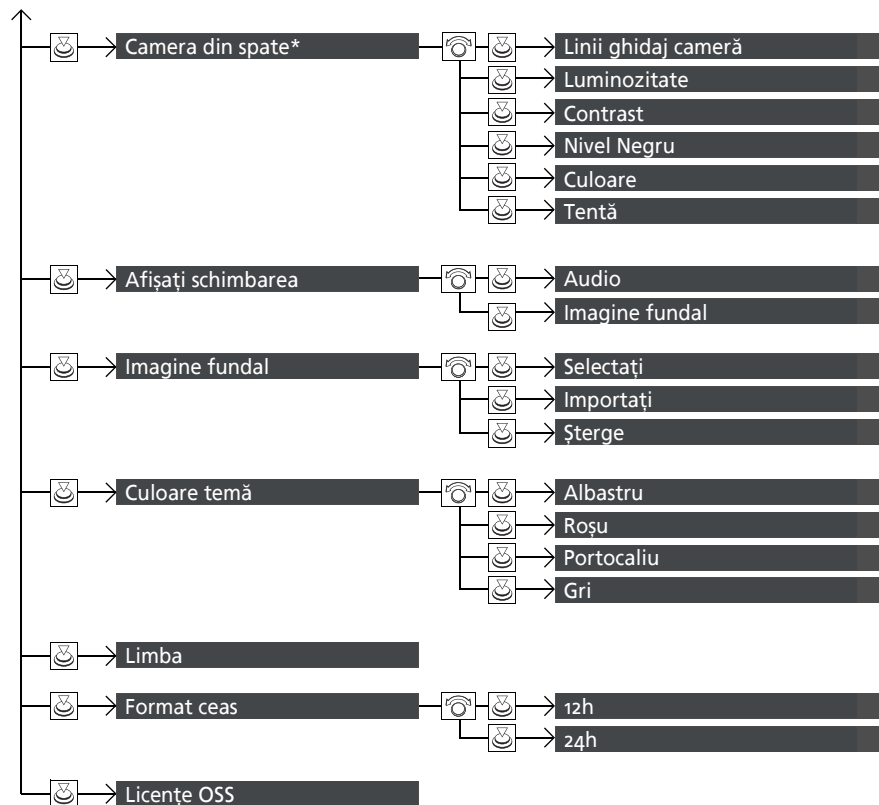 Camera din spate*
Linii ghidaj cameră
Luminozitate
Contrast
Nivel Negru
Culoare
Tentă
Afișați schimbarea
Audio
Imagine fundal
Imagine fundal
Selectați
Importați
Șterge
Culoare temă
Albastru
Roșu
Portocaliu
Gri
Limba
Format ceas
12h
24h
Licențe OSS